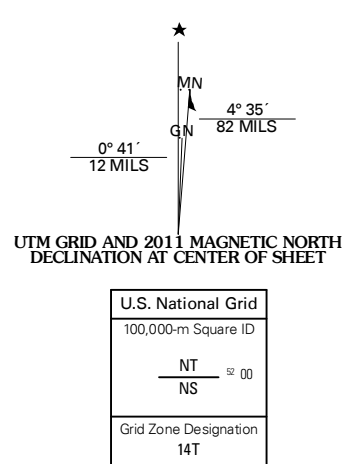 MN
4° 35´
82 MILS
GN
0° 41´
12 MILS
UTM GRID AND 2011 MAGNETIC NORTH
DECLINATION AT CENTER OF SHEET
U.S. National Grid
100,000-m Square ID
NT
52 00
NS
Grid Zone Designation
14T